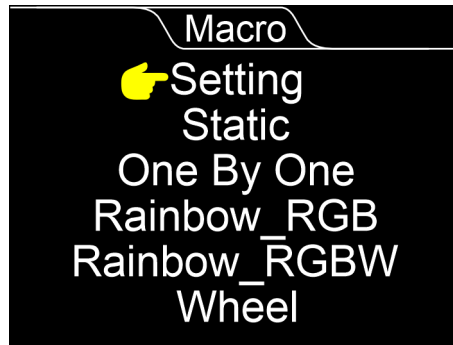 Macro
Setting
Static
One By One
Rainbow_RGB
Rainbow_RGBW
Wheel